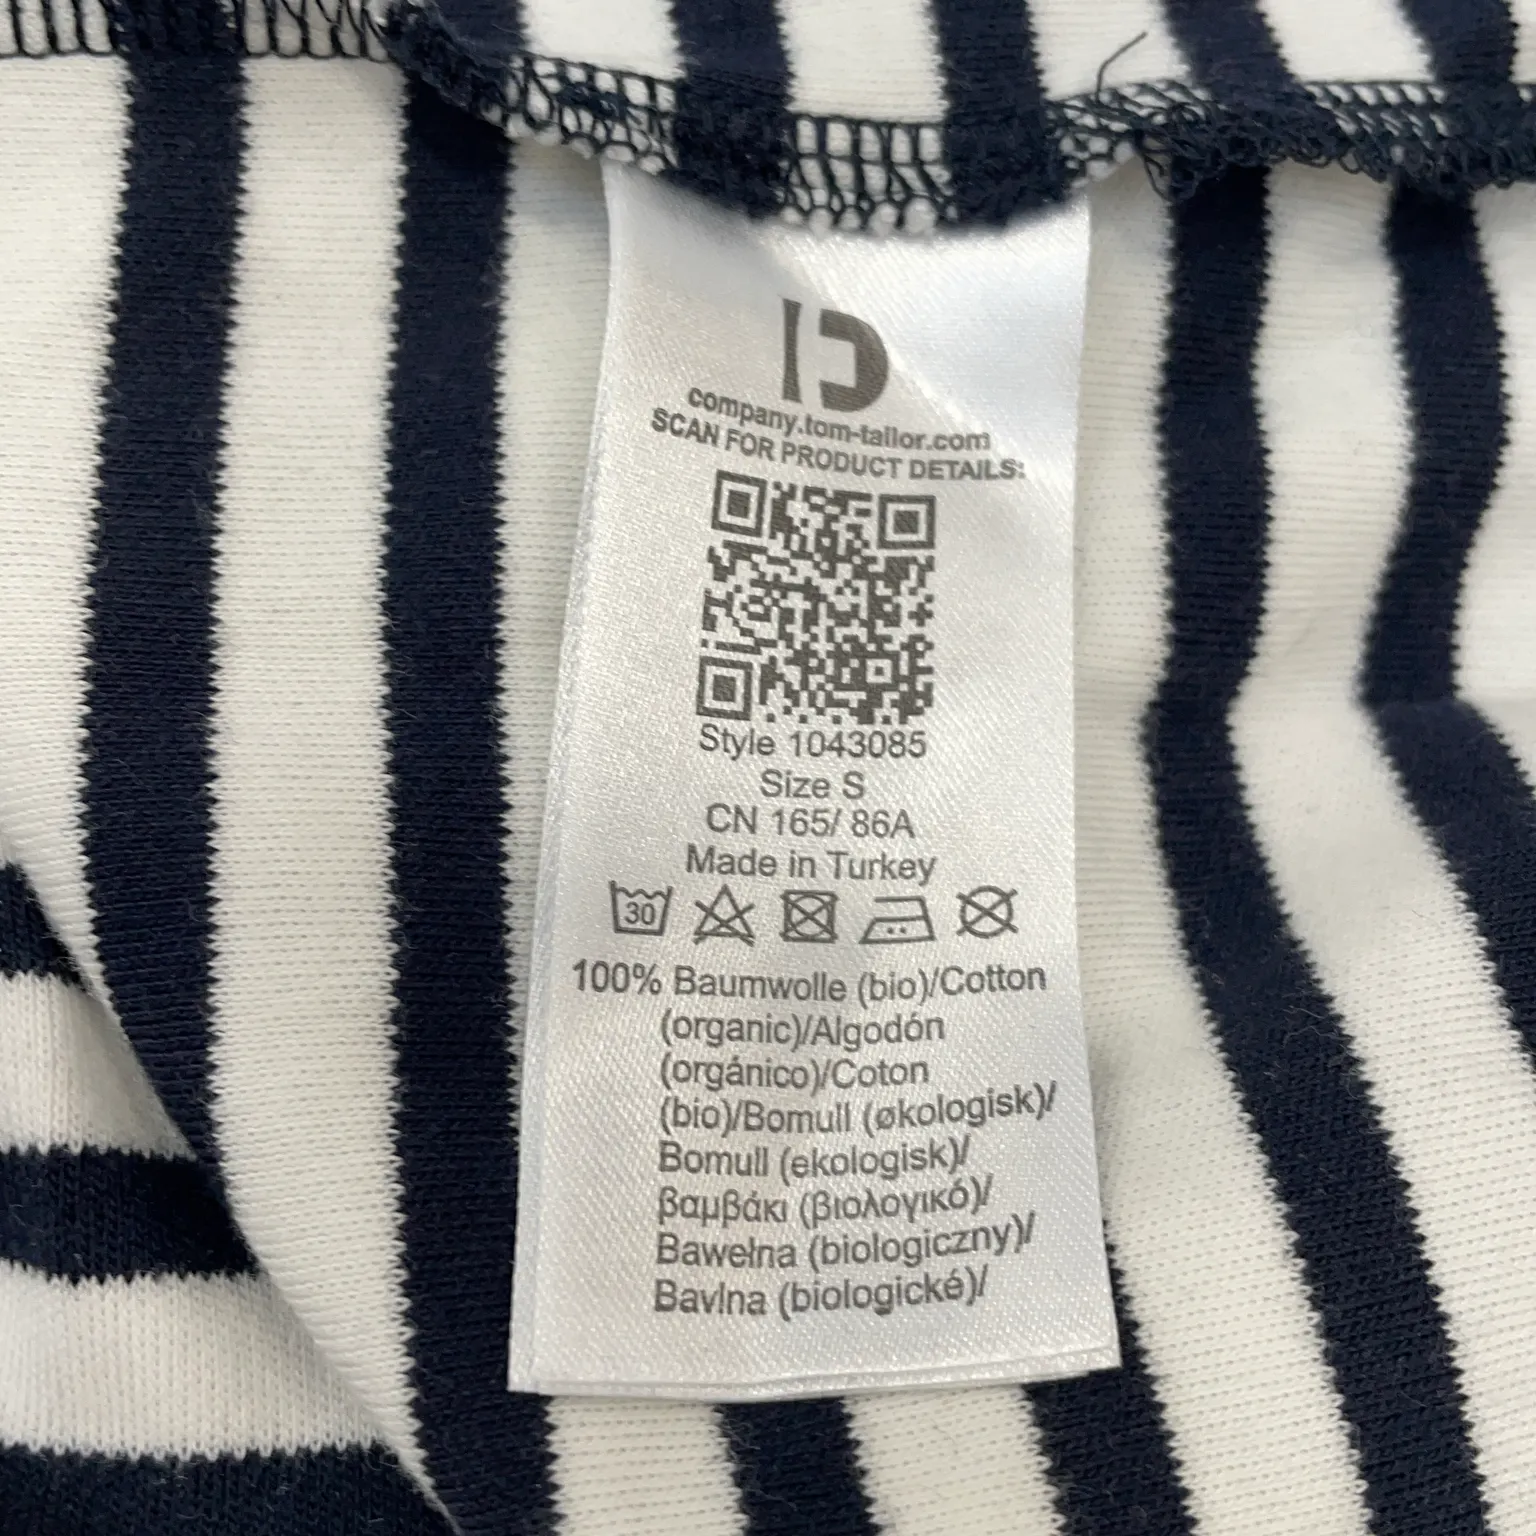 company.tom-tailor.com
SCAN FOR PRODUCT DETAILS:
Style 1043085
Size S
CN 165/ 86A
Made in Turkey
30
100% Baumwolle (bio)/Cotton
(organic)/Algodón
(orgánico)/Coton
(bio)/Bomull (økologisk)/
Bomull (ekologisk)/
βαμβάκι (βιολογικό)/
Bawełna (biologiczny)/
Bavlna (biologické)/